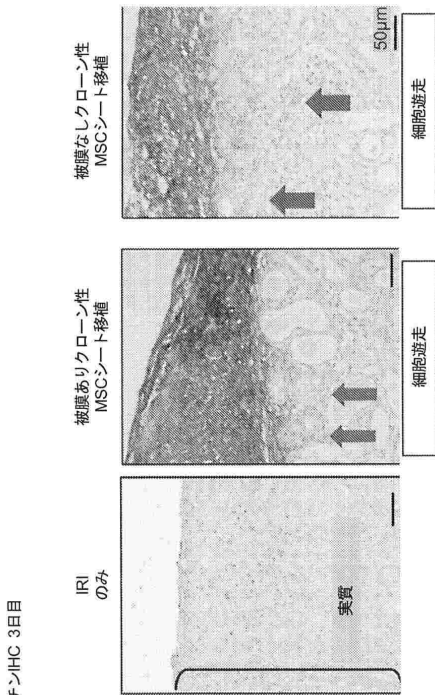 チンIHC 3日目
IRI
のみ
被膜ありクローン性
MSCシート移植
被膜なしクローン性
MSCシート移植
実質
50μm
細胞遊走
細胞遊走